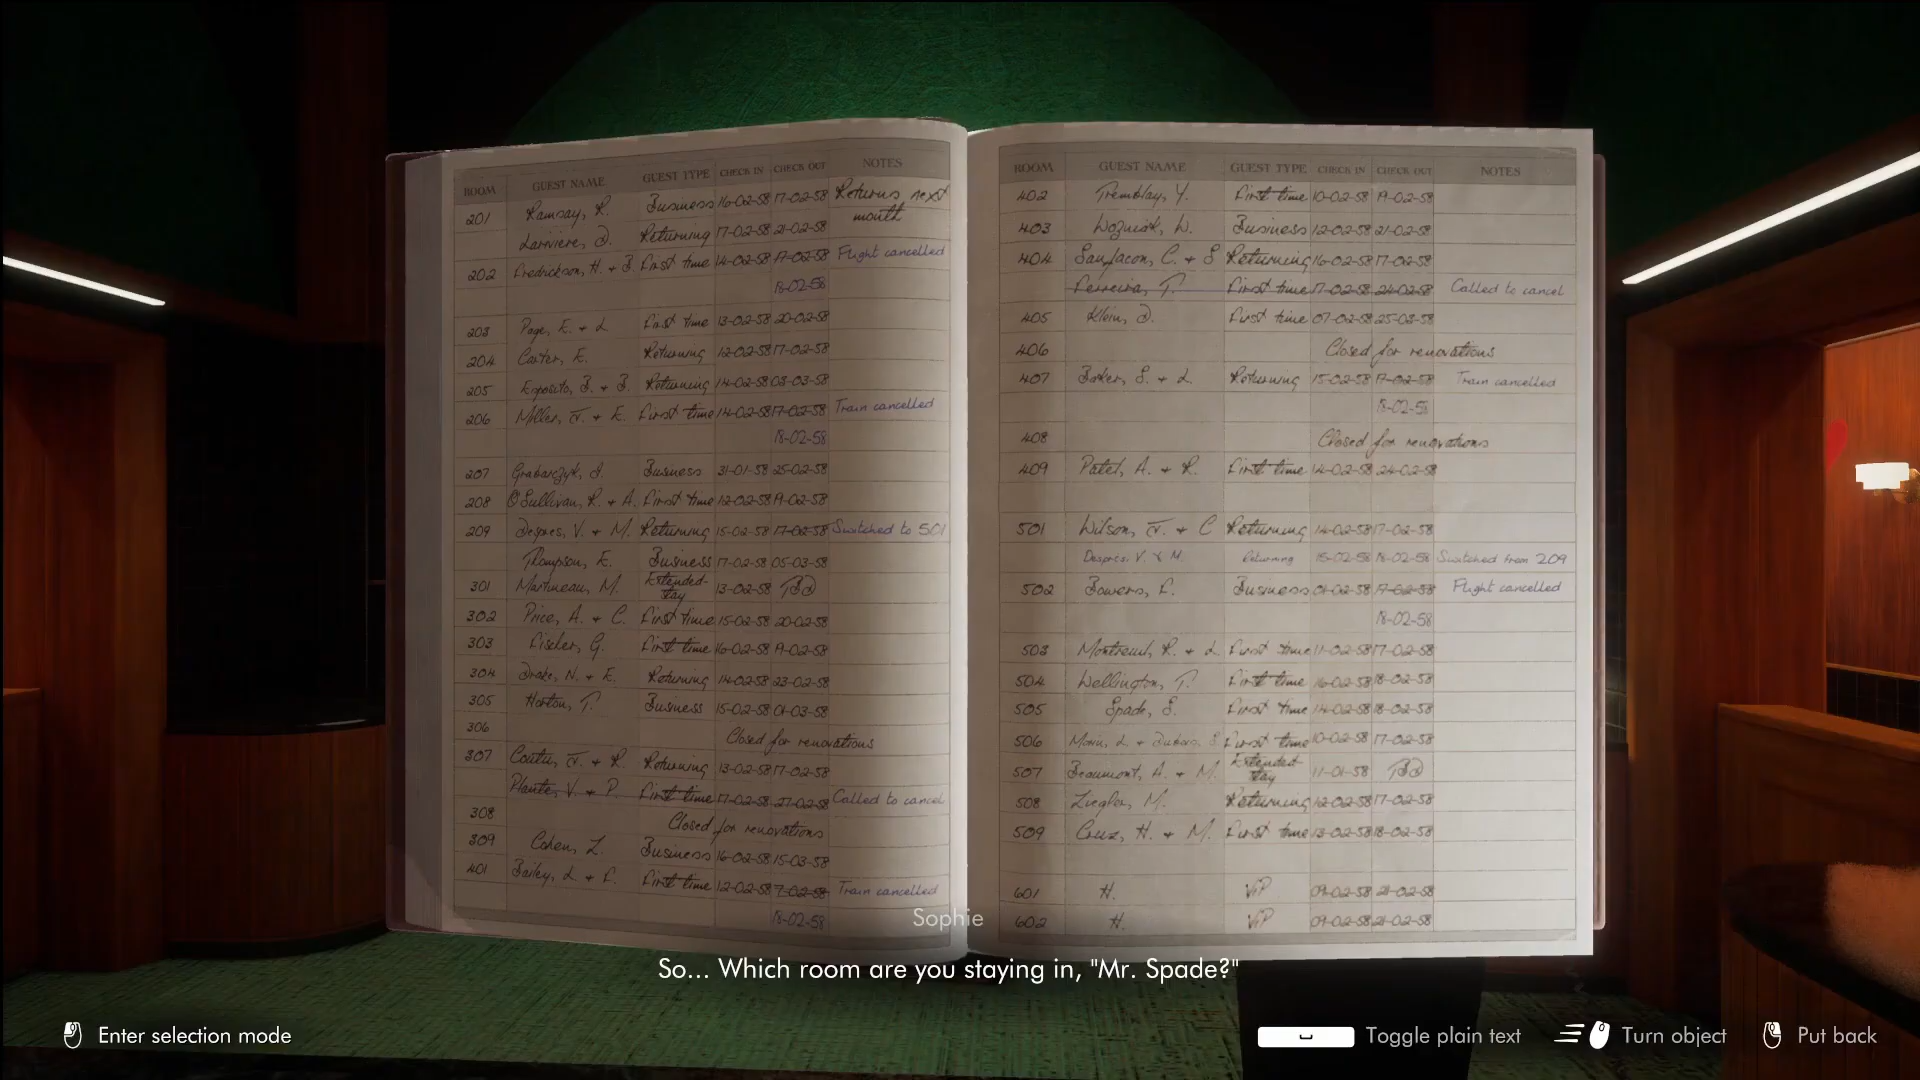 ROOM GUEST NAME GUEST TYPE CHECK IN CHECK OUT NOTES
201 Ramsay, R. Business 16-02-58 17-02-58 Returns next month
Lariviere, D. Returning 17-02-58 21-02-58
202 Fredrickson, H. + B. First time 14-02-58 17-02-58 Flight cancelled
18-02-58
203 Page, E. + L First time 13-02-58 20-02-58
204 Carter, E. Returning 12-02-58 17-02-58
205 Esposito, B. + B. Returning 14-02-58 03-03-58
206 Miller, J. + E. First time 14-02-58 17-02-58 Train cancelled
18-02-58
207 Grabarczyk, J. Business 31-01-58 25-02-58
208 O'Sullivan, R. + A. First time 12-02-58 19-02-58
209 Despres, V. + M. Returning 15-02-58 17-02-58 Switched to 501
Thompson, E. Business 17-02-58 05-03-58
301 Martineau, M. Extended-stay 13-02-58 TBD
302 Price, A. + C. First time 15-02-58 20-02-58
303 Fischer, G. First time 16-02-58 19-02-58
304 Drake, N. + E. Returning 14-02-58 23-02-58
305 Horton, T. Business 15-02-58 01-03-58
306 Closed for renovations
307 Coutu, J. + R. Returning 13-02-58 17-02-58
Plante, V. + P. First time 17-02-58 27-02-58 Called to cancel
308 Closed for renovations
309 Cohen, L. Business 16-02-58 15-03-58
401 Bailey, L. + F. First time 12-02-58 17-02-58 Train cancelled
18-02-58
ROOM GUEST NAME GUEST TYPE CHECK IN CHECK OUT NOTES
402 Tremblay, Y. First time 10-02-58 19-02-58
403 Wozniak, W. Business 12-02-58 21-02-58
404 Sanfacon, C. + S Returning 16-02-58 17-02-58
Ferreira, T. First time 17-02-58 24-02-58 Called to cancel
405 Klein, D. First time 07-02-58 25-02-58
406 Closed for renovations
407 Baker, S. + L Returning 15-02-58 17-02-58 Train cancelled
18-02-58
408 Closed for renovations
409 Patel, A. + R. First time 14-02-58 24-02-58
501 Wilson, J. + C Returning 14-02-58 17-02-58
Despres, V. + M. Returning 15-02-58 18-02-58 Switched from 209
502 Bowers, F. Business 01-02-58 17-02-58 Flight cancelled
18-02-58
503 Montreuil, R. + L First time 11-02-58 17-02-58
504 Wellington, T. First time 16-02-58 18-02-58
505 Spade, S. First time 14-02-58 18-02-58
506 Morin, L. + Dubois, S. First time 10-02-58 17-02-58
507 Beaumont, A. + M. Extended-stay 11-01-58 TBD
508 Ziegler, M. Returning 12-02-58 17-02-58
509 Cruz, H. + M. First time 13-02-58 18-02-58
601 H. ViP 09-02-58 21-02-58
602 H. ViP 09-02-58 21-02-58
Sophie
So... Which room are you staying in, "Mr. Spade?"
Enter selection mode
Toggle plain text
Turn object
Put back